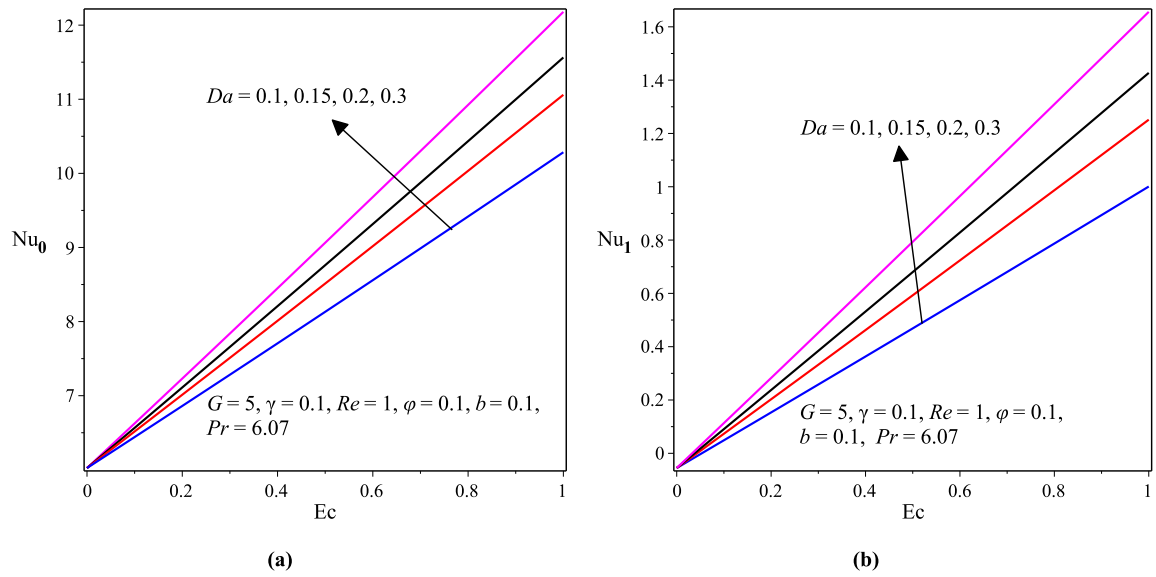 12
11
10
9
8
7
Nu0
Da = 0.1, 0.15, 0.2, 0.3
G = 5, γ = 0.1, Re = 1, φ = 0.1, b = 0.1,
Pr = 6.07
0 0.2 0.4 0.6 0.8 1
Ec
(a)
1.6
1.4
1.2
1
0.8
0.6
0.4
0.2
0
Nu1
Da = 0.1, 0.15, 0.2, 0.3
G = 5, γ = 0.1, Re = 1, φ = 0.1,
b = 0.1, Pr = 6.07
0 0.2 0.4 0.6 0.8 1
Ec
(b)